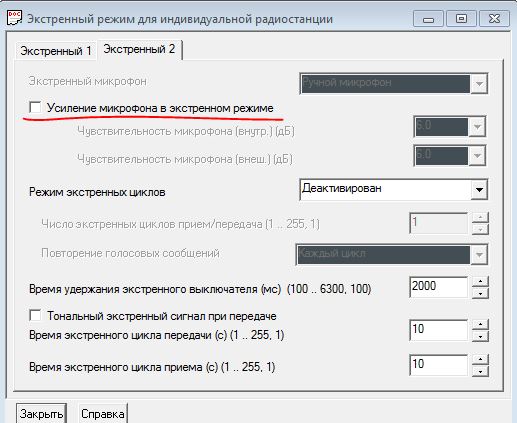 DOC Экстренный режим для индивидуальной радиостанции
Экстренный 1 Экстренный 2
Экстренный микрофон Ручной микрофон
Усиление микрофона в экстренном режиме
Чувствительность микрофона (внутр.) (дБ) 6.0
Чувствительность микрофона (внеш.) (дБ) 6.0
Режим экстренных циклов Деактивирован
Число экстренных циклов прием/передача (1 .. 255, 1) 1
Повторение голосовых сообщений Каждый цикл
Время удержания экстренного выключателя (мс) (100 .. 6300, 100) 2000
Тональный экстренный сигнал при передаче
Время экстренного цикла передачи (с) (1 .. 255, 1) 10
Время экстренного цикла приема (с) (1 .. 255, 1) 10
Закрыть Справка